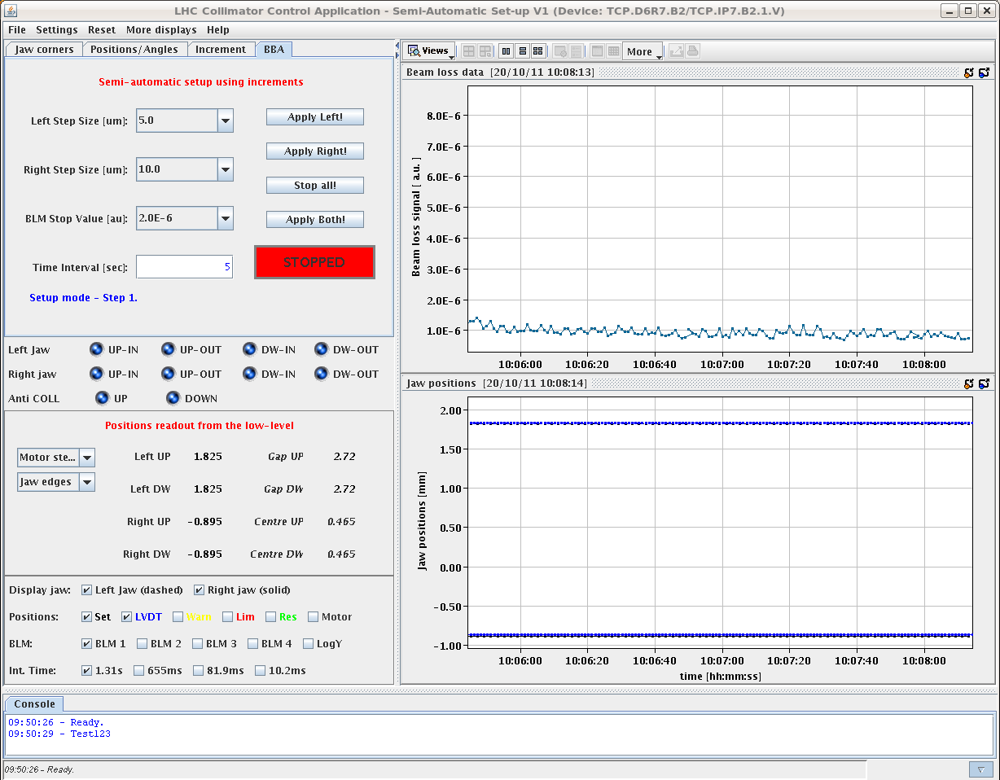 LHC Collimator Control Application - Semi-Automatic Set-up V1 (Device: TCP.D6R7.B2/TCP.IP7.B2.1.V)
File Settings Reset More displays Help
Jaw corners Positions/Angles Increment BBA
Semi-automatic setup using increments
Left Step Size [um]: 5.0 Apply Left!
Apply Right!
Right Step Size [um]: 10.0
Stop all!
BLM Stop Value [au]: 2.0E-6 Apply Both!
Time Interval [sec]: 5 STOPPED
Setup mode - Step 1.
Left Jaw UP-IN UP-OUT DW-IN DW-OUT
Right jaw UP-IN UP-OUT DW-IN DW-OUT
Anti COLL UP DOWN
Positions readout from the low-level
Motor ste... Left UP 1.825 Gap UP 2.72
Jaw edges Left DW 1.825 Gap DW 2.72
Right UP -0.895 Centre UP 0.465
Right DW -0.895 Centre DW 0.465
Display jaw: Left Jaw (dashed) Right jaw (solid)
Positions: Set LVDT Warn Lim Res Motor
BLM: BLM 1 BLM 2 BLM 3 BLM 4 LogY
Int. Time: 1.31s 655ms 81.9ms 10.2ms
Views More
Beam loss data [20/10/11 10:08:13]
Beam loss signal [ a.u. ]
8.0E-6
7.0E-6
6.0E-6
5.0E-6
4.0E-6
3.0E-6
2.0E-6
1.0E-6
10:06:00 10:06:20 10:06:40 10:07:00 10:07:20 10:07:40 10:08:00
Jaw positions [20/10/11 10:08:14]
Jaw positions [mm]
2.00
1.50
1.00
0.50
0.00
-0.50
-1.00
10:06:00 10:06:20 10:06:40 10:07:00 10:07:20 10:07:40 10:08:00
time [hh:mm:ss]
Console
09:50:26 - Ready.
09:50:29 - Test123
09:50:26 - Ready.